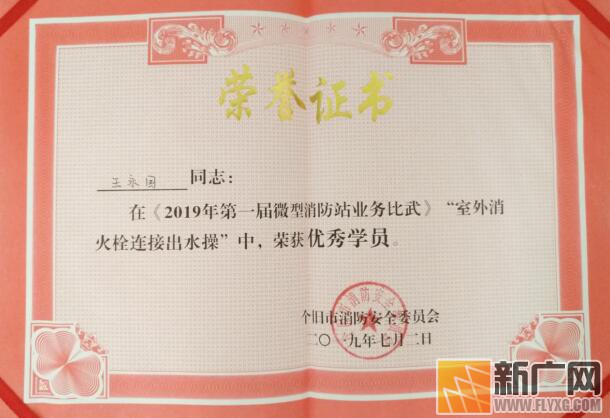 荣誉证书
王永国 同志：
在《2019年第一届微型消防站业务比武》“室外消
火栓连接出水操”中，荣获优秀学员。
个旧市消防安全委员会
二〇一九年七月二日
新广网
WWW.FLYXG.COM